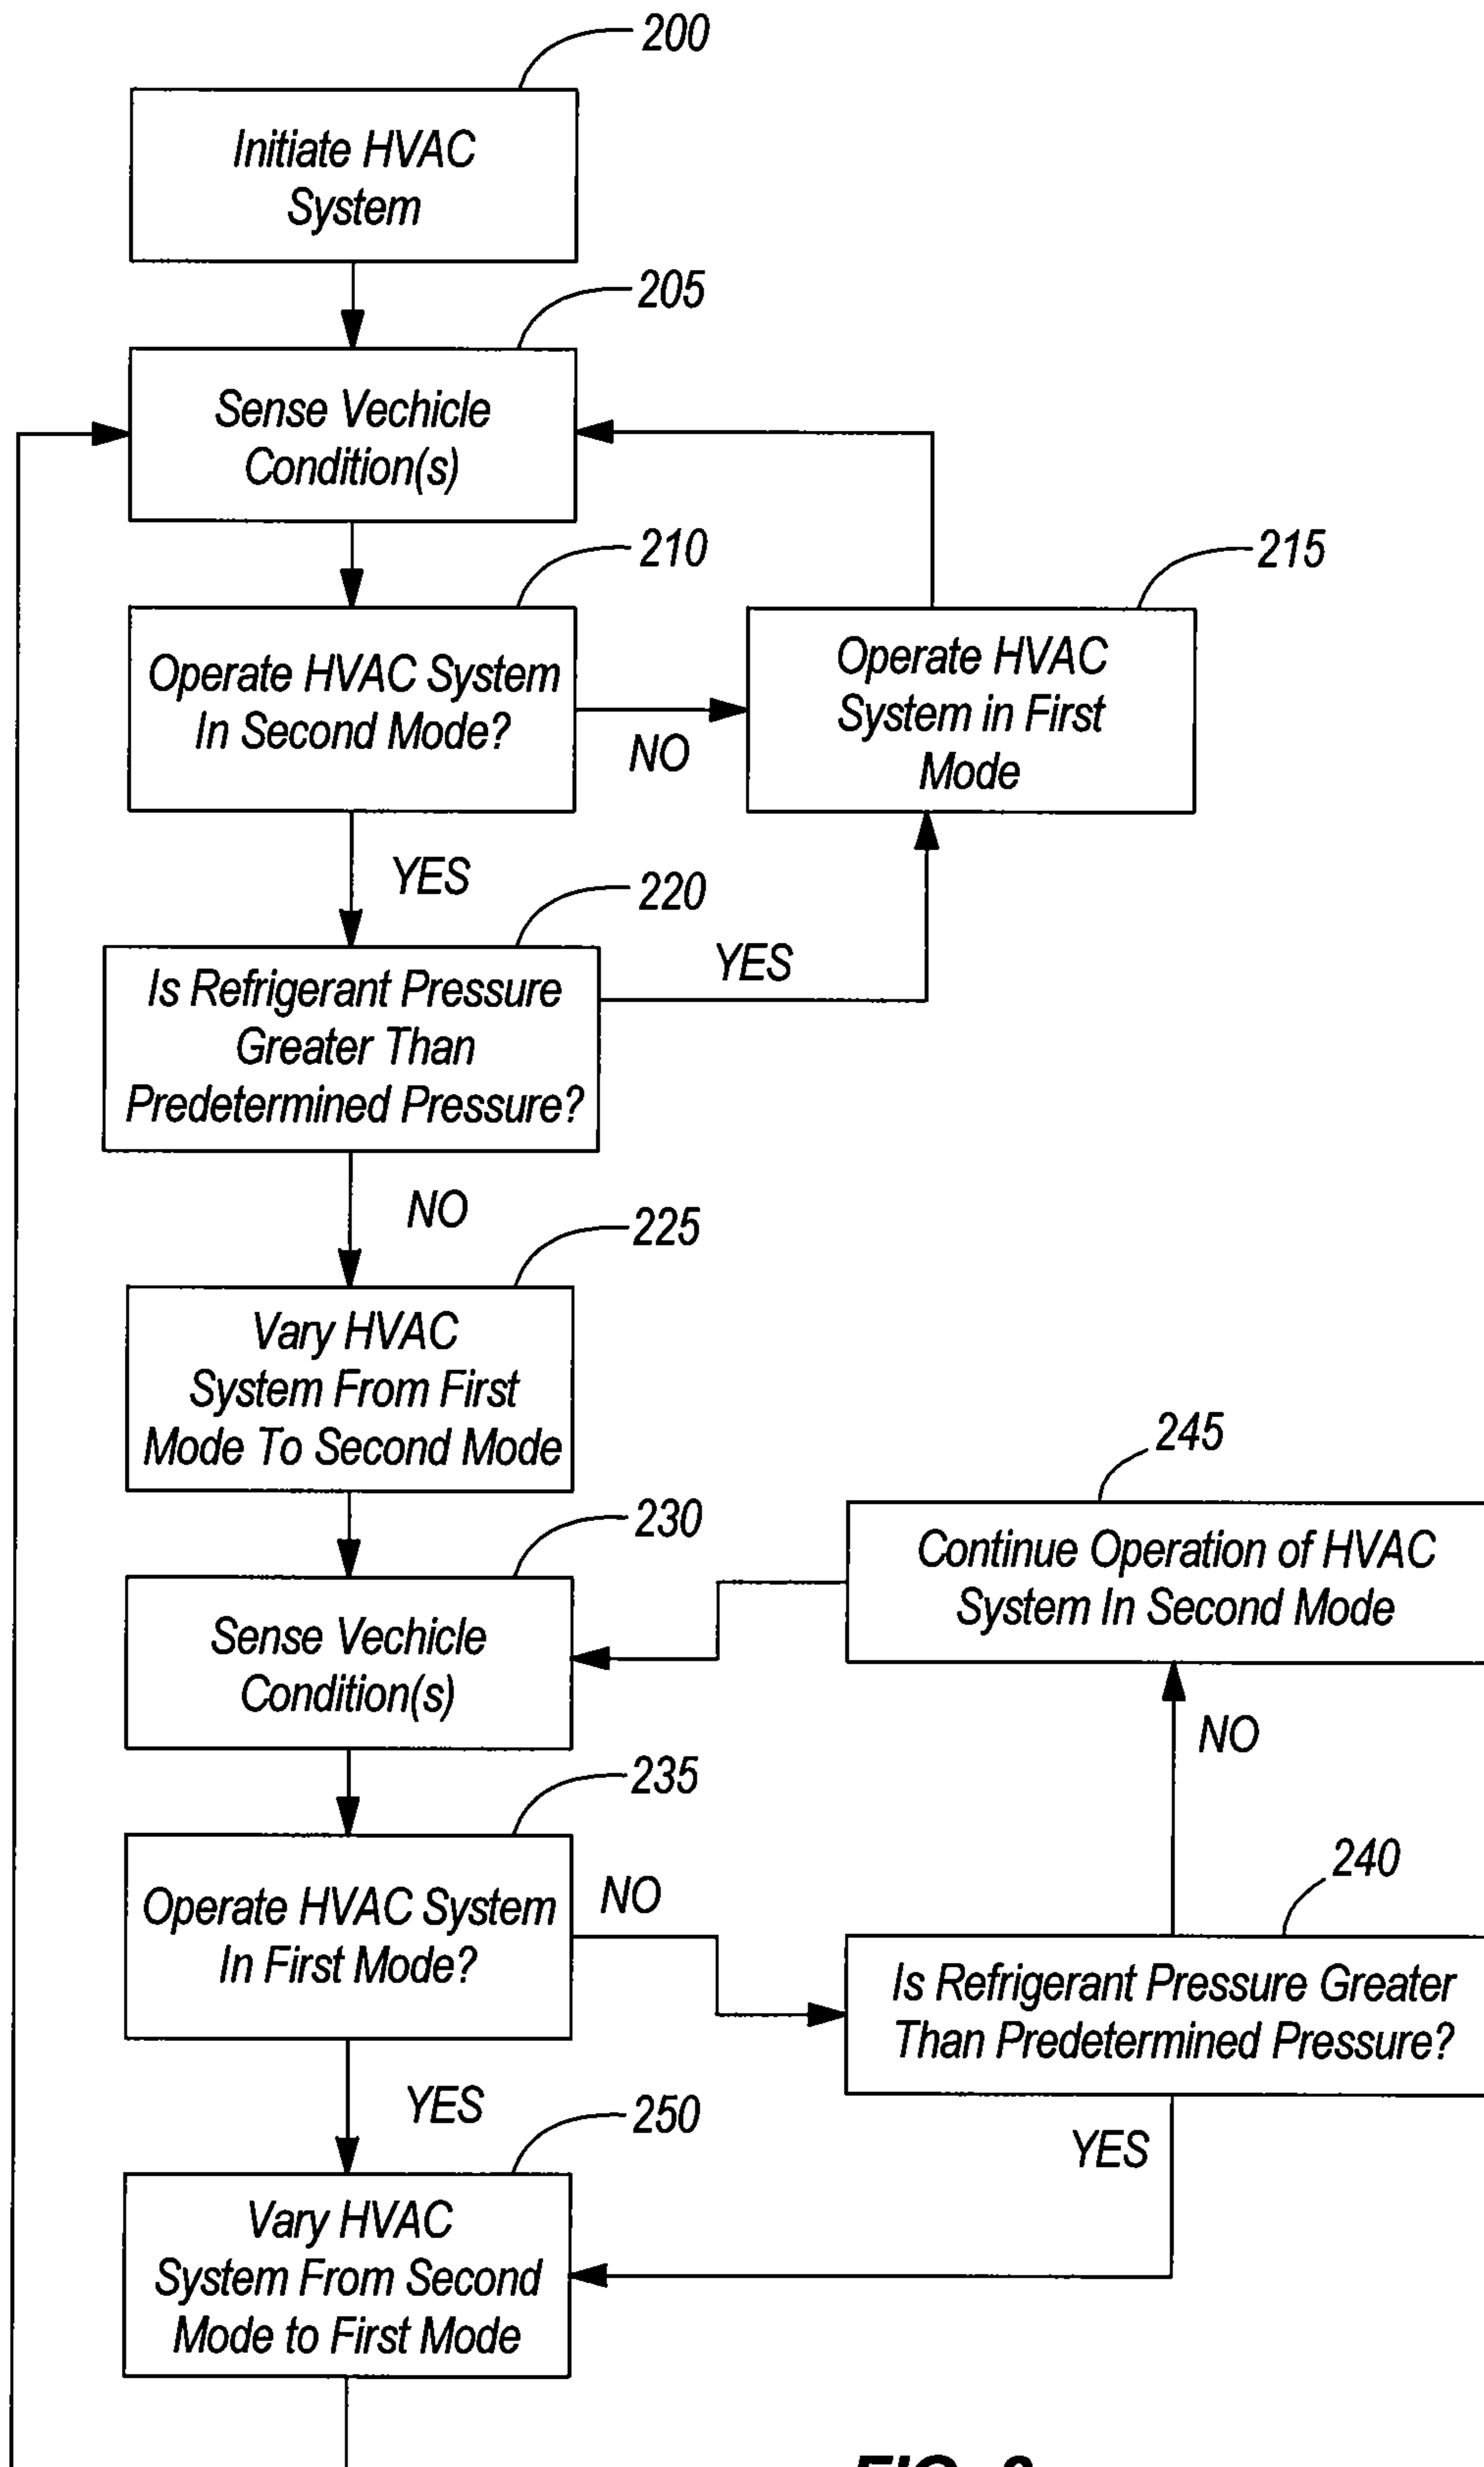 200
Initiate HVAC
System
205
Sense Vechicle
Condition(s)
210
215
Operate HVAC System
In Second Mode?
NO
Operate HVAC
System in First
Mode
YES
220
YES
Is Refrigerant Pressure
Greater Than
Predetermined Pressure?
NO
225
Vary HVAC
System From First
Mode To Second Mode
245
Continue Operation of HVAC
System In Second Mode
230
Sense Vechicle
Condition(s)
NO
235
Operate HVAC System
In First Mode?
NO
240
Is Refrigerant Pressure Greater
Than Predetermined Pressure?
YES
YES
250
Vary HVAC
System From Second
Mode to First Mode
FIG.